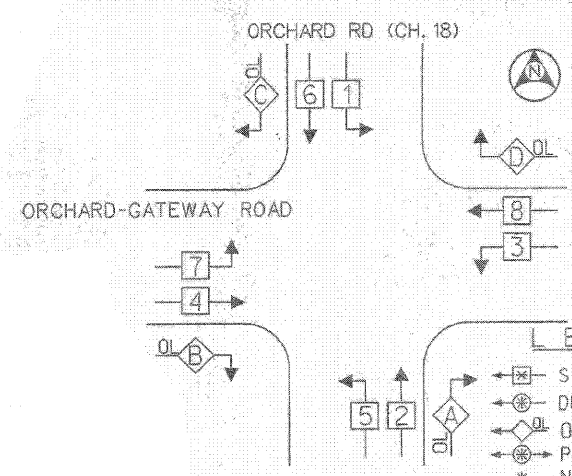 ORCHARD RD (CH. 18)
N
OL
C
6
1
D
OL
ORCHARD-GATEWAY ROAD
8
3
7
4
OL
B
5
2
A
OL
L E
* S
* D
OL O
* P
*